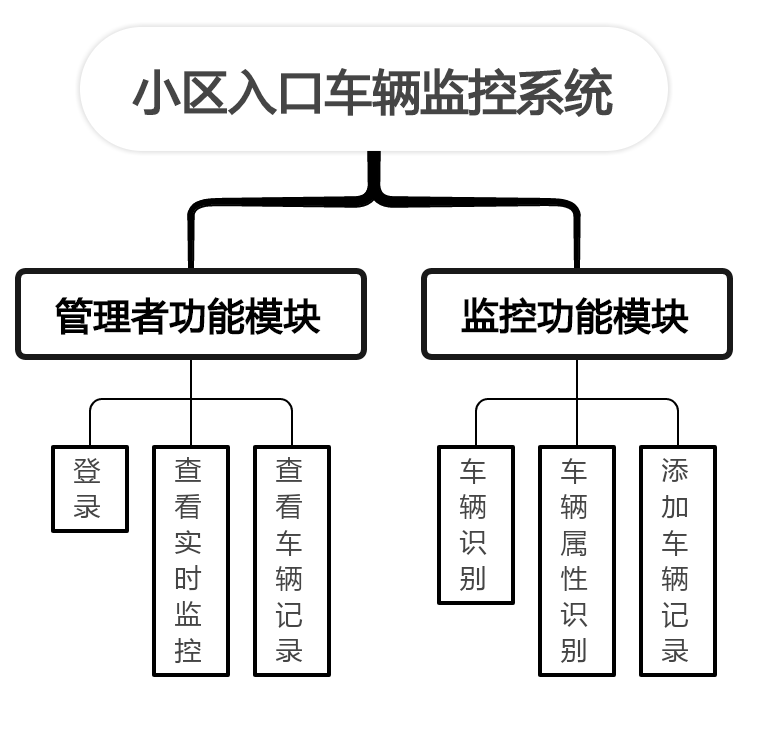 小区入口车辆监控系统
管理者功能模块
监控功能模块
登录
查看实时监控
查看车辆记录
车辆识别
车辆属性识别
添加车辆记录